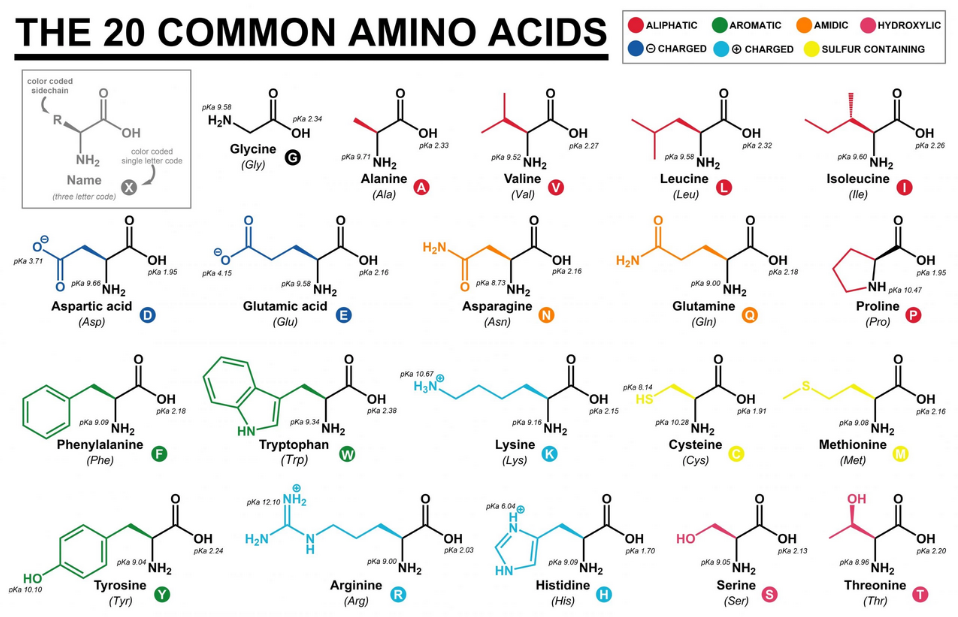 THE 20 COMMON AMINO ACIDS
ALIPHATIC AROMATIC AMIDIC HYDROXYLIC
⊖ CHARGED ⊕ CHARGED SULFUR CONTAINING
color coded
sidechain
R
O
OH
NH2
color coded
single letter code
Name
X
(three letter code)
pKa 9.58
H2N
O
pKa 2.34
OH
Glycine
(Gly)
G
O
OH
pKa 2.33
pKa 9.71
NH2
Alanine
(Ala)
A
O
OH
pKa 2.27
pKa 9.52
NH2
Valine
(Val)
V
O
OH
pKa 2.32
pKa 9.58
NH2
Leucine
(Leu)
L
O
OH
pKa 2.26
pKa 9.60
NH2
Isoleucine
(Ile)
I
O⊖
pKa 3.71
O
O
OH
pKa 1.95
pKa 9.66
NH2
Aspartic acid
(Asp)
D
O
O⊖
pKa 4.15
O
OH
pKa 2.16
pKa 9.58
NH2
Glutamic acid
(Glu)
E
H2N
O
O
OH
pKa 2.16
pKa 8.73
NH2
Asparagine
(Asn)
N
O
H2N
O
OH
pKa 2.18
pKa 9.00
NH2
Glutamine
(Gln)
Q
O
OH
pKa 1.95
NH
pKa 10.47
Proline
(Pro)
P
O
OH
pKa 2.18
pKa 9.09
NH2
Phenylalanine
(Phe)
F
HN
O
OH
pKa 2.38
pKa 9.34
NH2
Tryptophan
(Trp)
W
pKa 10.67
H3N⊕
O
OH
pKa 2.15
pKa 9.16
NH2
Lysine
(Lys)
K
pKa 8.14
HS
O
OH
pKa 1.91
pKa 10.28
NH2
Cysteine
(Cys)
C
S
O
OH
pKa 2.16
pKa 9.08
NH2
Methionine
(Met)
M
HO
pKa 10.10
O
OH
pKa 2.24
pKa 9.04
NH2
Tyrosine
(Tyr)
Y
pKa 12.10
⊕
NH2
H2N
N
H
O
OH
pKa 2.03
pKa 9.00
NH2
Arginine
(Arg)
R
pKa 6.04
H⊕
N
HN
O
OH
pKa 1.70
pKa 9.09
NH2
Histidine
(His)
H
HO
O
OH
pKa 2.13
pKa 9.05
NH2
Serine
(Ser)
S
OH
O
OH
pKa 2.20
pKa 8.96
NH2
Threonine
(Thr)
T